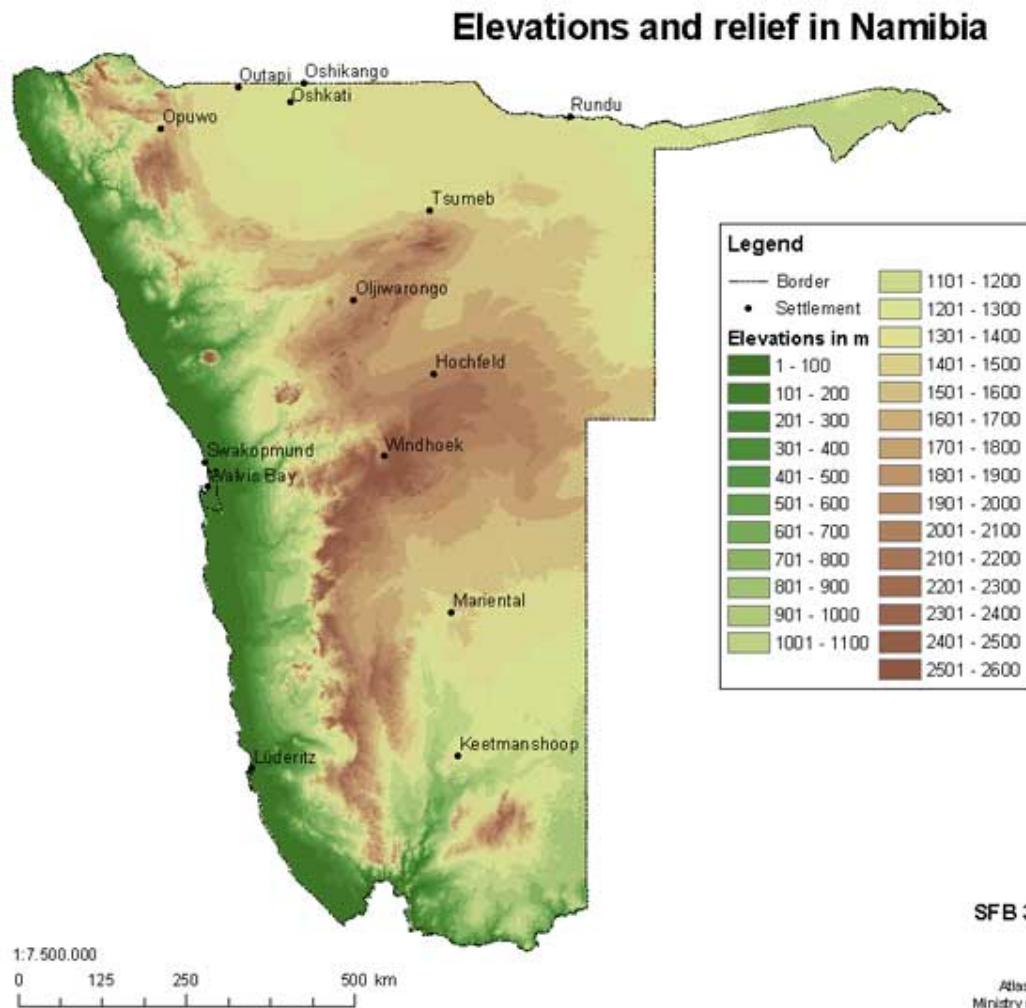 Elevations and relief in Namibia
Outapi
Oshikango
Oshkati
Opuwo
Rundu
Tsumeb
Oljiwarongo
Hochfeld
Swakopmund
Windhoek
Walvis Bay
Mariental
Keetmanshoop
Lüderitz
Legend
Border
Settlement
Elevations in m
1 - 100
101 - 200
201 - 300
301 - 400
401 - 500
501 - 600
601 - 700
701 - 800
801 - 900
901 - 1000
1001 - 1100
1101 - 1200
1201 - 1300
1301 - 1400
1401 - 1500
1501 - 1600
1601 - 1700
1701 - 1800
1801 - 1900
1901 - 2000
2001 - 2100
2101 - 2200
2201 - 2300
2301 - 2400
2401 - 2500
2501 - 2600
SFB 3
1:7.500.000
0 125 250 500 km
Atlas
Ministry